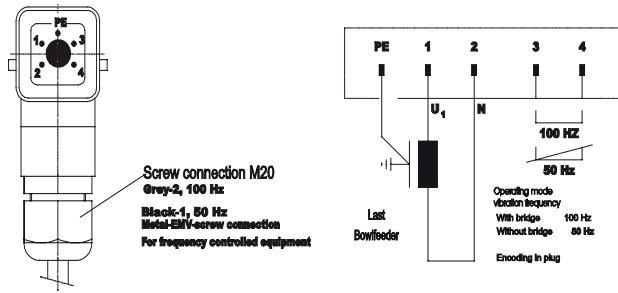 PE
1 3
2 4
Screw connection M20
Grey-2, 100 Hz
Black-1, 50 Hz
Metal-EMV-screw connection
For frequency controlled equipment
PE 1 2 3 4
U1 N
100 HZ
50 Hz
Last
Bowlfeeder
Operating mode
vibration frequency
With bridge 100 Hz
Without bridge 50 Hz
Encoding in plug